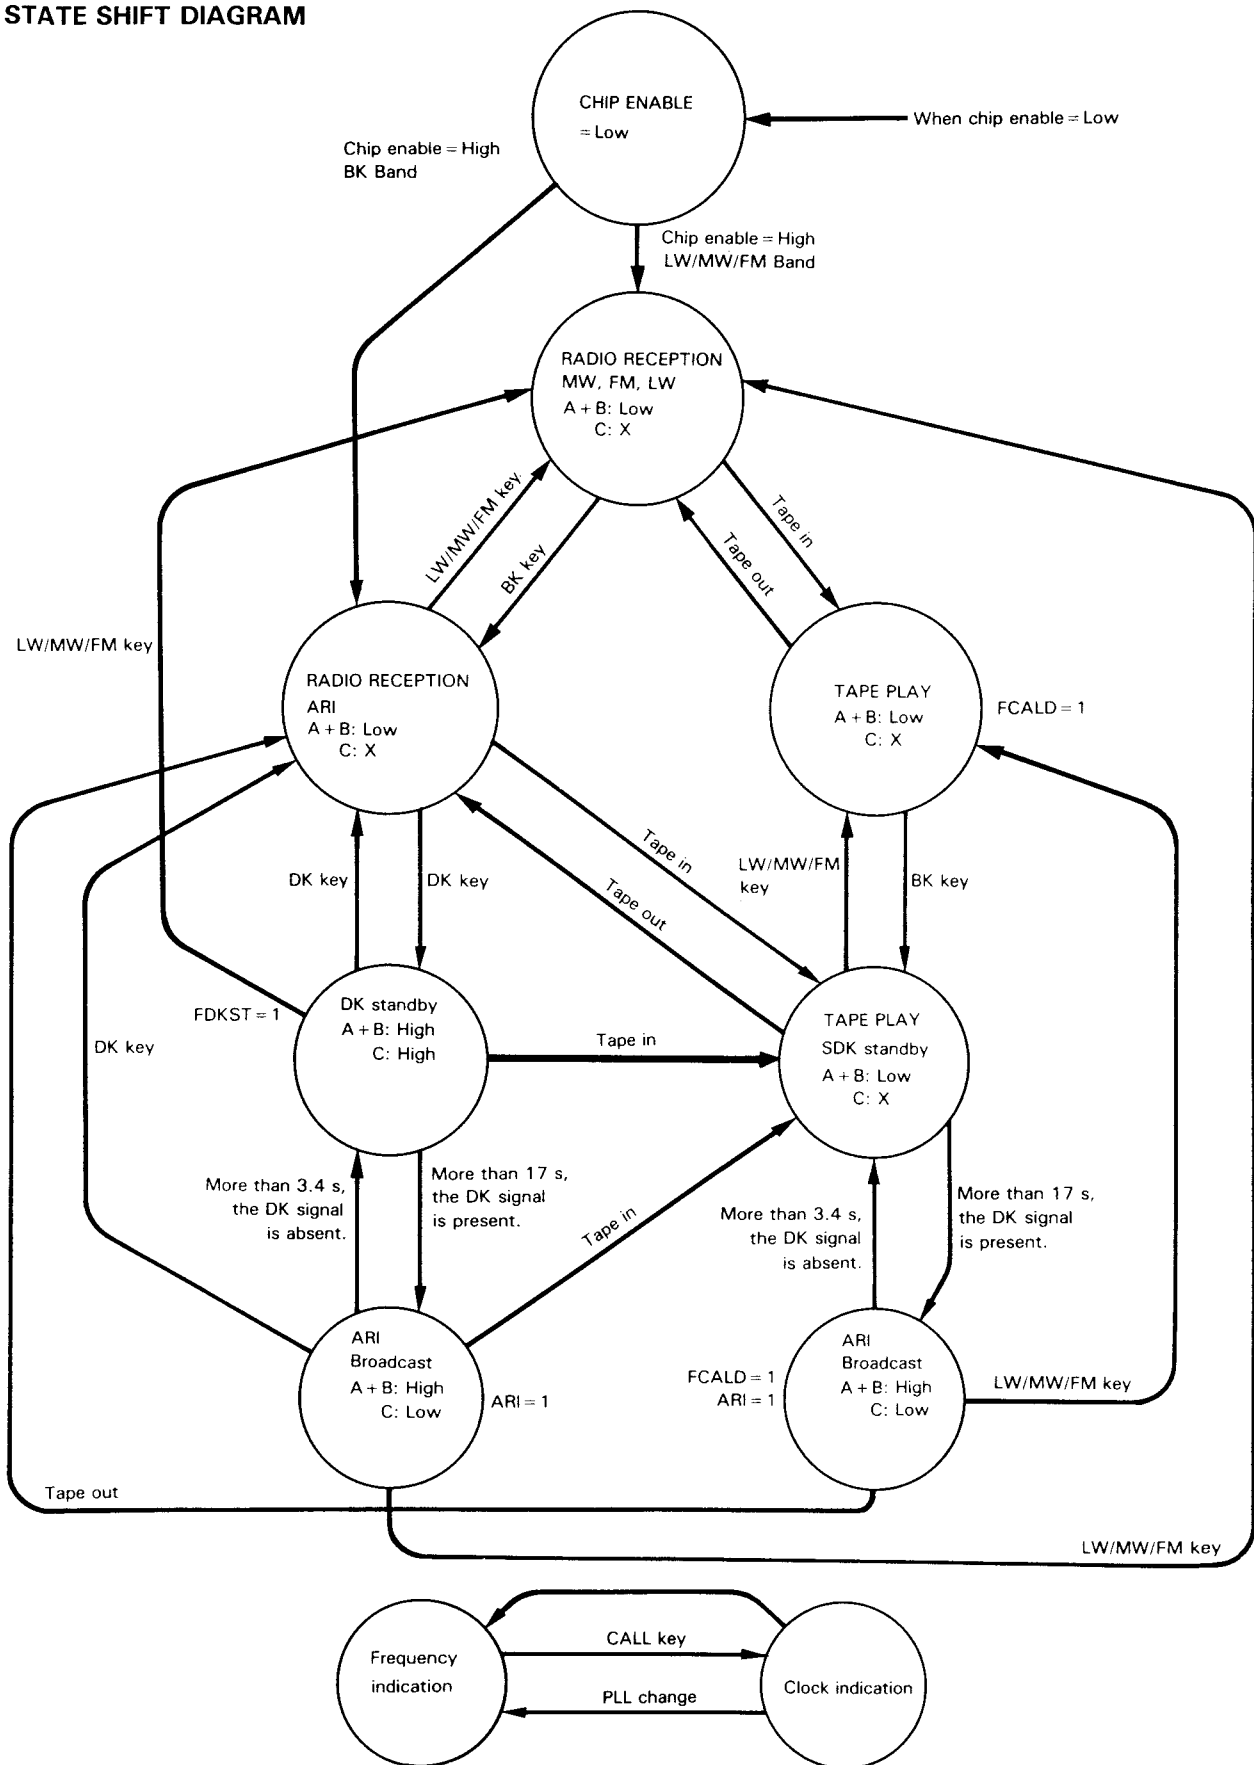 STATE SHIFT DIAGRAM
CHIP ENABLE
= Low
When chip enable = Low
Chip enable = High
BK Band
Chip enable = High
LW/MW/FM Band
RADIO RECEPTION
MW, FM, LW
A + B: Low
C: X
LW/MW/FM key
BK key
Tape in
Tape out
LW/MW/FM key
RADIO RECEPTION
ARI
A + B: Low
C: X
TAPE PLAY
A + B: Low
C: X
FCALD = 1
DK key
DK key
Tape in
Tape out
LW/MW/FM
key
BK key
FDKST = 1
DK standby
A + B: High
C: High
DK key
Tape in
TAPE PLAY
SDK standby
A + B: Low
C: X
More than 3.4 s,
the DK signal
is absent.
More than 17 s,
the DK signal
is present.
Tape in
More than 3.4 s,
the DK signal
is absent.
More than 17 s,
the DK signal
is present.
ARI
Broadcast
A + B: High
C: Low
ARI = 1
FCALD = 1
ARI = 1
ARI
Broadcast
A + B: High
C: Low
LW/MW/FM key
Tape out
LW/MW/FM key
Frequency
indication
CALL key
PLL change
Clock indication